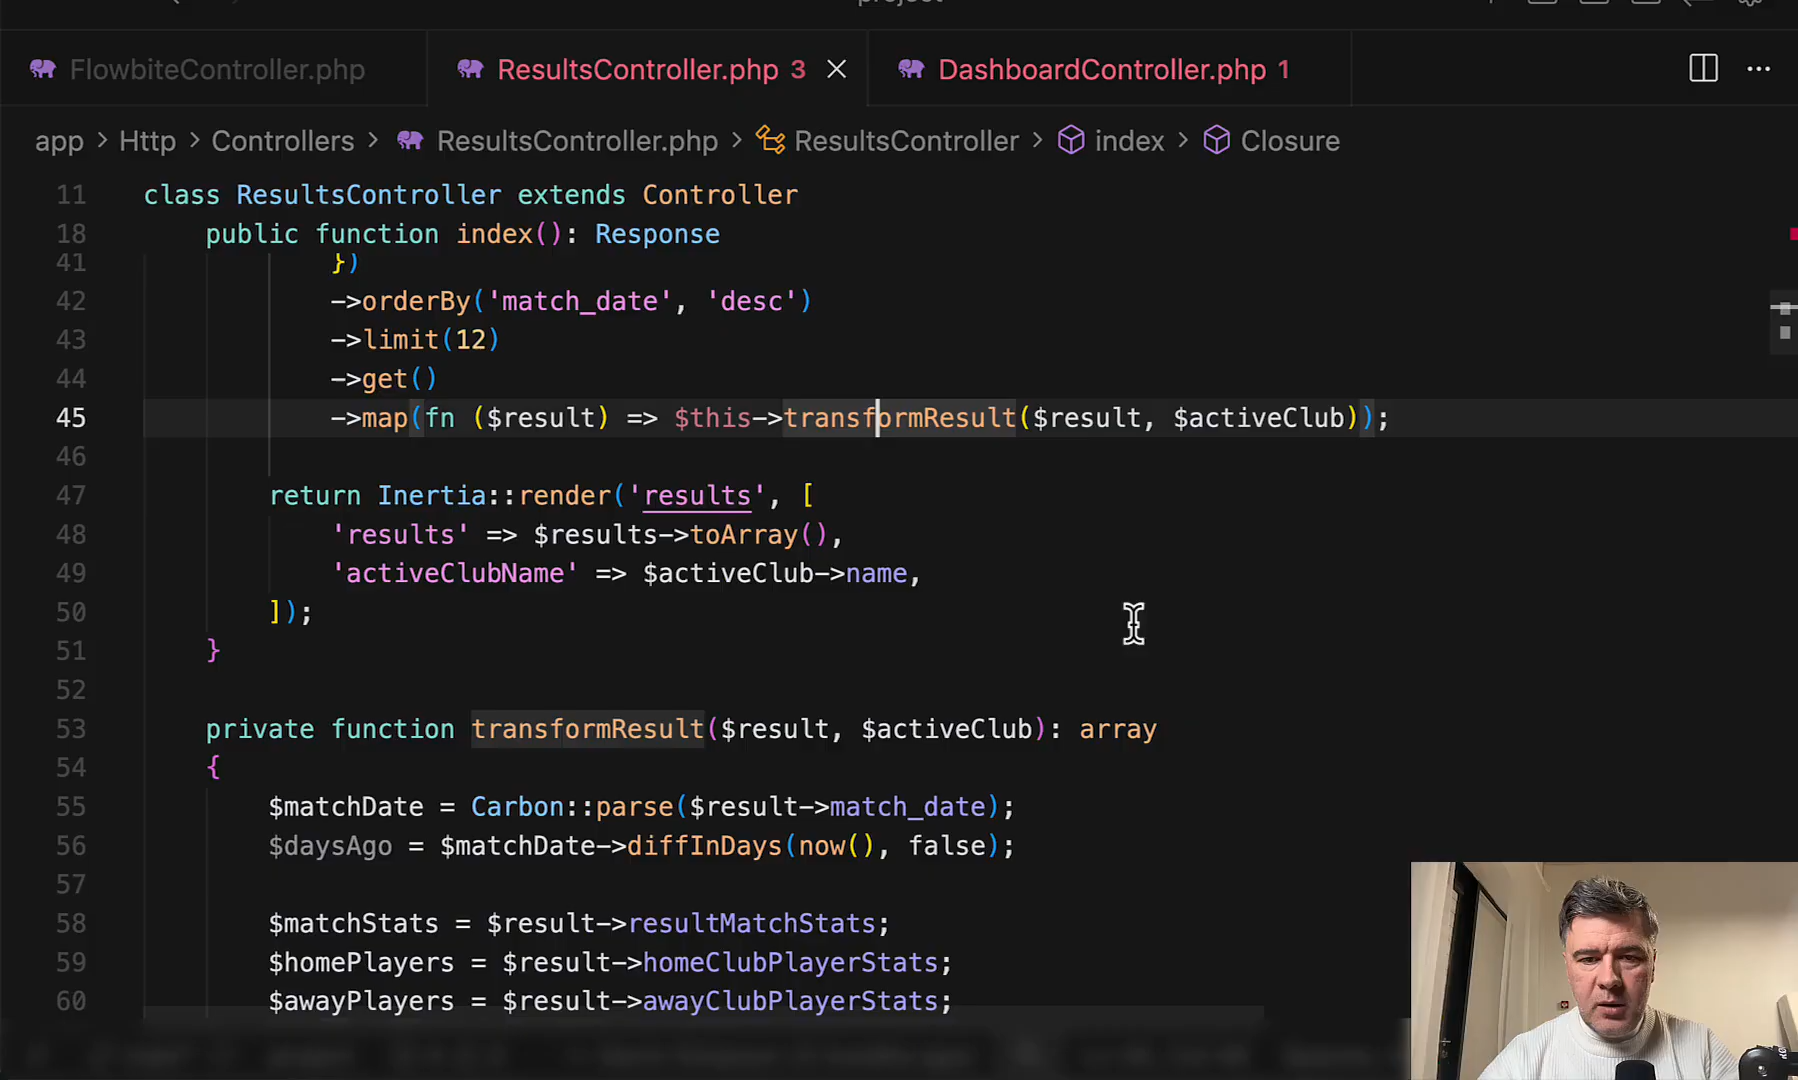 project
FlowbiteController.php
ResultsController.php 3
DashboardController.php 1
app > Http > Controllers > ResultsController.php > ResultsController > index > Closure
11 class ResultsController extends Controller
18 public function index(): Response
41 })
42 ->orderBy('match_date', 'desc')
43 ->limit(12)
44 ->get()
45 ->map(fn ($result) => $this->transformResult($result, $activeClub));
46
47 return Inertia::render('results', [
48 'results' => $results->toArray(),
49 'activeClubName' => $activeClub->name,
50 ]);
51 }
52
53 private function transformResult($result, $activeClub): array
54 {
55 $matchDate = Carbon::parse($result->match_date);
56 $daysAgo = $matchDate->diffInDays(now(), false);
57
58 $matchStats = $result->resultMatchStats;
59 $homePlayers = $result->homeClubPlayerStats;
60 $awayPlayers = $result->awayClubPlayerStats;